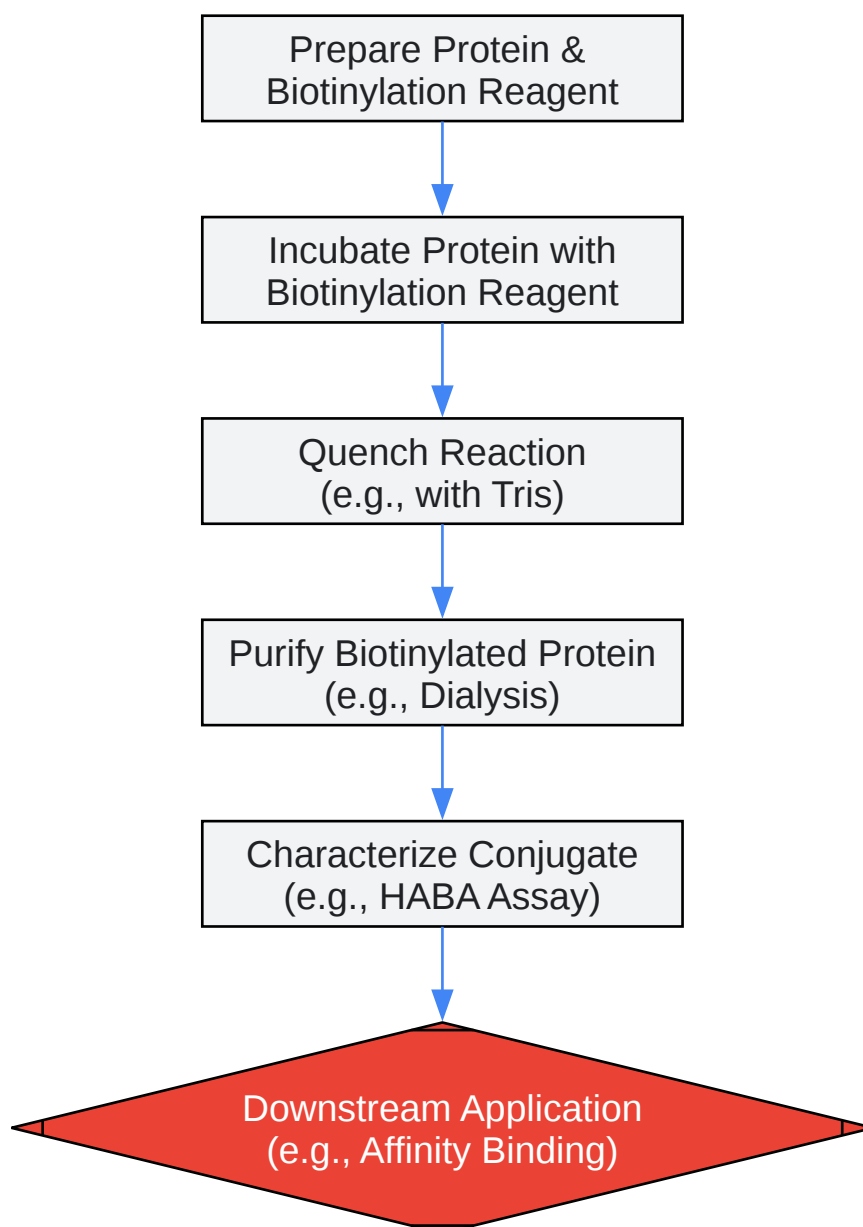 Prepare Protein &
Biotinylation Reagent
Incubate Protein with
Biotinylation Reagent
Quench Reaction
(e.g., with Tris)
Purify Biotinylated Protein
(e.g., Dialysis)
Characterize Conjugate
(e.g., HABA Assay)
Downstream Application
(e.g., Affinity Binding)